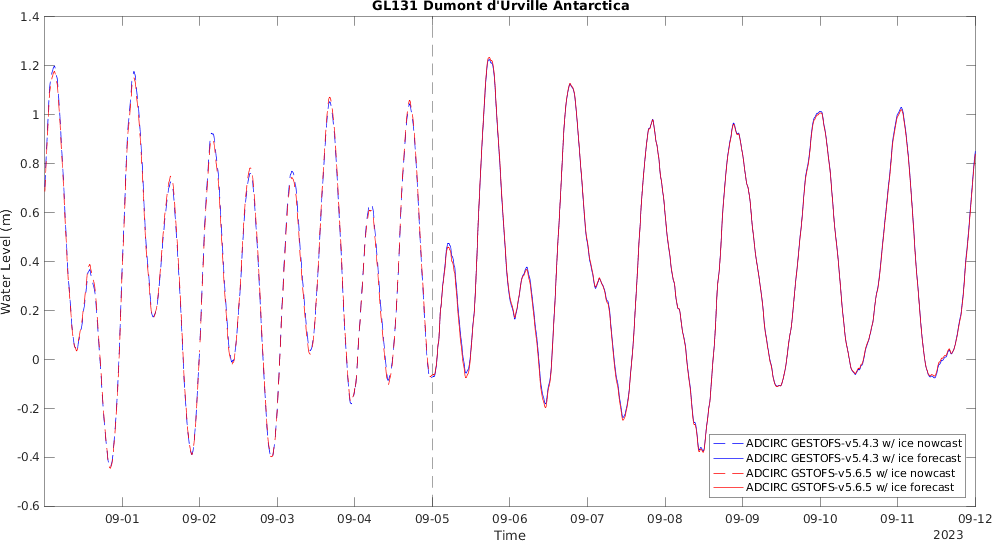 GL131 Dumont d'Urville Antarctica
1.4
1.2
1
0.8
0.6
0.4
0.2
0
-0.2
-0.4
-0.6
Water Level (m)
ADCIRC GESTOFS-v5.4.3 w/ ice nowcast
ADCIRC GESTOFS-v5.4.3 w/ ice forecast
ADCIRC GSTOFS-v5.6.5 w/ ice nowcast
ADCIRC GSTOFS-v5.6.5 w/ ice forecast
09-01 09-02 09-03 09-04 09-05 09-06 09-07 09-08 09-09 09-10 09-11 09-12
Time
2023